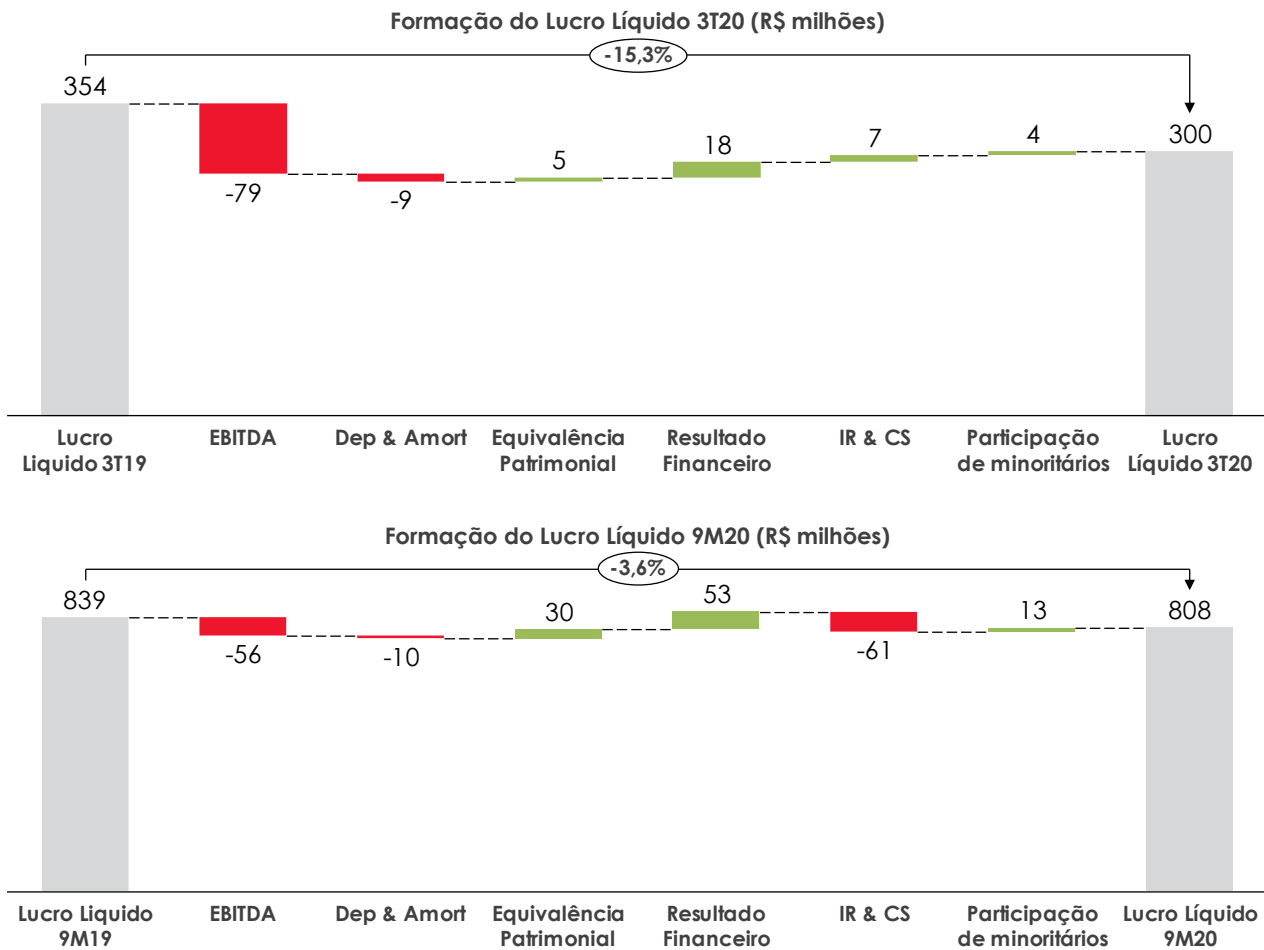 Formação do Lucro Líquido 3T20 (R$ milhões)
-15,3%
354
-79
-9
5
18
7
4
300
Lucro
Liquido 3T19
EBITDA
Dep & Amort
Equivalência
Patrimonial
Resultado
Financeiro
IR & CS
Participação
de minoritários
Lucro
Líquido 3T20
Formação do Lucro Líquido 9M20 (R$ milhões)
-3,6%
839
-56
-10
30
53
-61
13
808
Lucro Liquido
9M19
EBITDA
Dep & Amort
Equivalência
Patrimonial
Resultado
Financeiro
IR & CS
Participação
de minoritários
Lucro Líquido
9M20